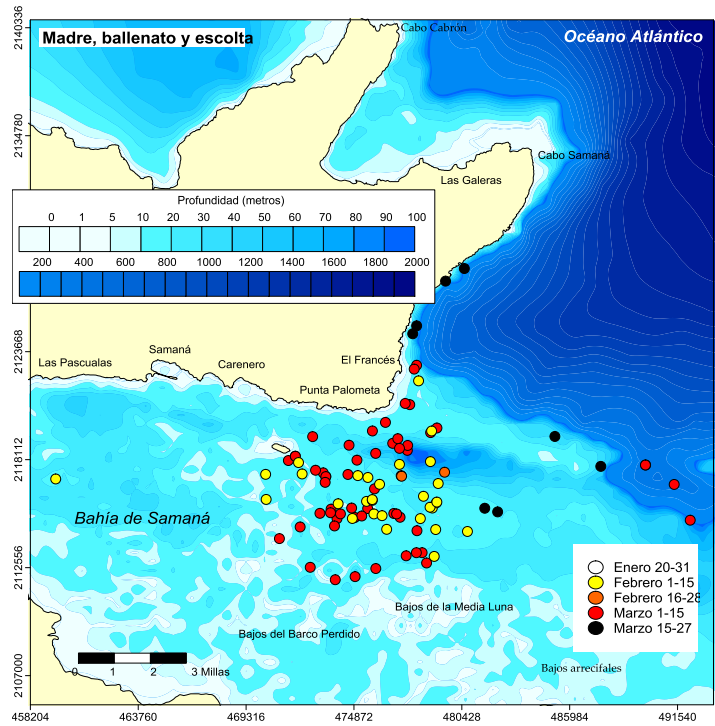 Madre, ballenato y escolta
Cabo Cabrón
Océano Atlántico
Cabo Samaná
Las Galeras
Profundidad (metros)
0 1 5 10 20 30 40 60 70 80 90 100
200 400 600 800 1000 1200 1400 1600 1800 2000
Las Pascualas
Samaná
Carenero
El Francés
Punta Palometa
Bahía de Samaná
Enero 20-31
Febrero 1-15
Febrero 16-28
Marzo 1-15
Marzo 15-27
Bajos de la Media Luna
Bajos del Barco Perdido
Bajos arrecifales
0 1 2 3 Millas
2140336
2134780
2123668
2118112
2112556
2107000
458204 463760 469316 474872 480428 485984 491540